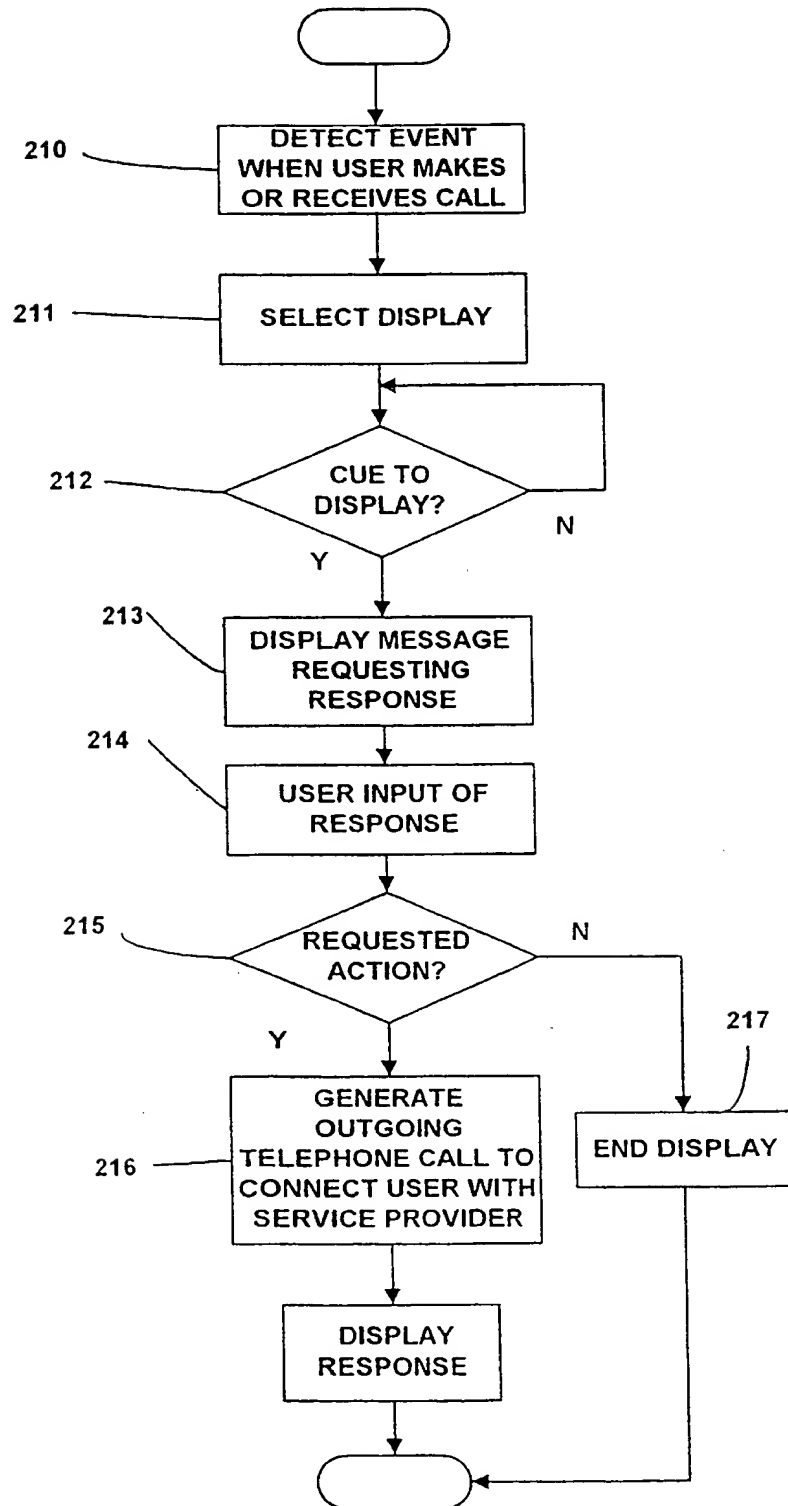 210
DETECT EVENT
WHEN USER MAKES
OR RECEIVES CALL
211
SELECT DISPLAY
212
CUE TO
DISPLAY?
N
Y
213
DISPLAY MESSAGE
REQUESTING
RESPONSE
214
USER INPUT OF
RESPONSE
215
REQUESTED
ACTION?
N
Y
217
216
GENERATE
OUTGOING
TELEPHONE CALL TO
CONNECT USER WITH
SERVICE PROVIDER
END DISPLAY
DISPLAY
RESPONSE